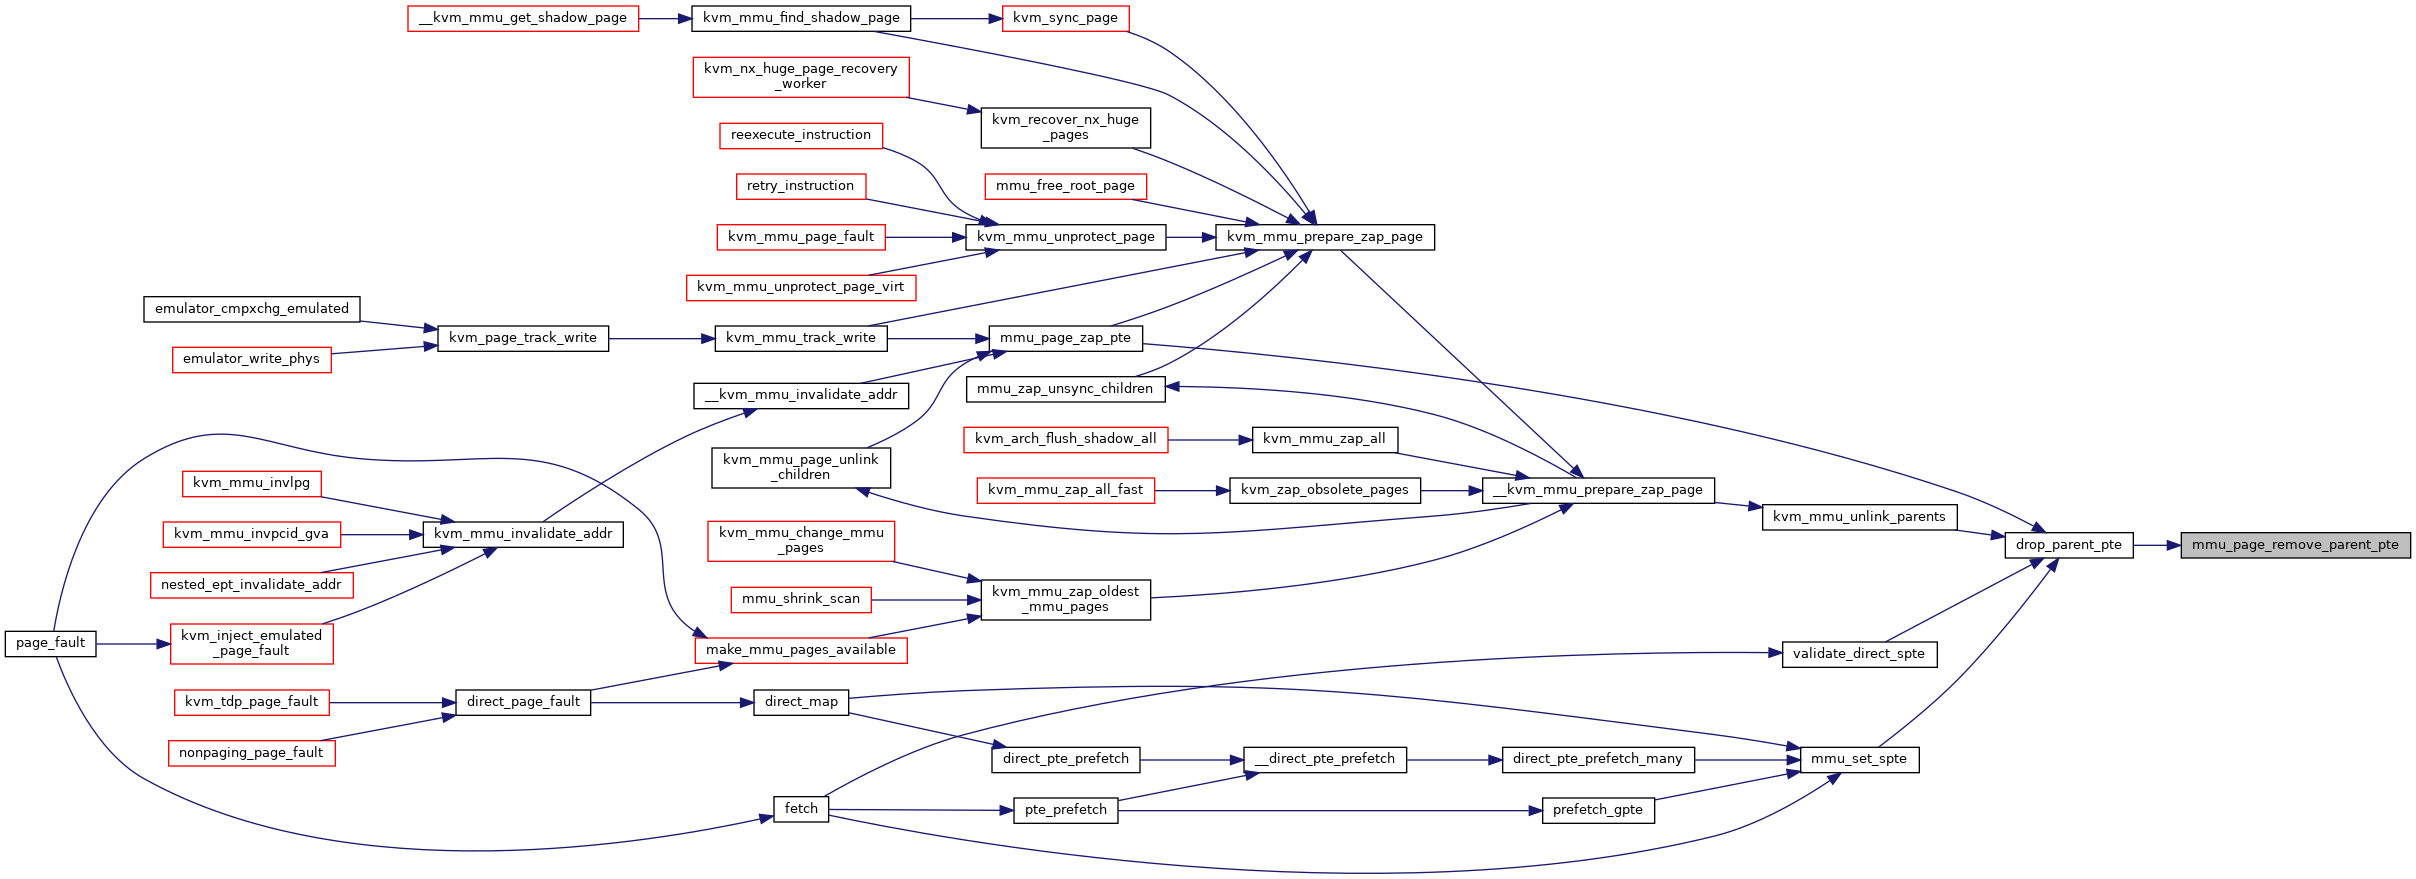 __kvm_mmu_get_shadow_page
kvm_mmu_find_shadow_page
kvm_sync_page
kvm_nx_huge_page_recovery
_worker
kvm_recover_nx_huge
_pages
reexecute_instruction
retry_instruction
mmu_free_root_page
kvm_mmu_page_fault
kvm_mmu_unprotect_page
kvm_mmu_prepare_zap_page
kvm_mmu_unprotect_page_virt
emulator_cmpxchg_emulated
kvm_page_track_write
kvm_mmu_track_write
mmu_page_zap_pte
emulator_write_phys
__kvm_mmu_invalidate_addr
mmu_zap_unsync_children
kvm_arch_flush_shadow_all
kvm_mmu_zap_all
kvm_mmu_page_unlink
_children
kvm_mmu_invlpg
kvm_mmu_zap_all_fast
kvm_zap_obsolete_pages
__kvm_mmu_prepare_zap_page
kvm_mmu_unlink_parents
kvm_mmu_invpcid_gva
kvm_mmu_invalidate_addr
kvm_mmu_change_mmu
_pages
drop_parent_pte
mmu_page_remove_parent_pte
nested_ept_invalidate_addr
mmu_shrink_scan
kvm_mmu_zap_oldest
_mmu_pages
page_fault
kvm_inject_emulated
_page_fault
make_mmu_pages_available
validate_direct_spte
kvm_tdp_page_fault
direct_page_fault
direct_map
nonpaging_page_fault
direct_pte_prefetch
__direct_pte_prefetch
direct_pte_prefetch_many
mmu_set_spte
fetch
pte_prefetch
prefetch_gpte